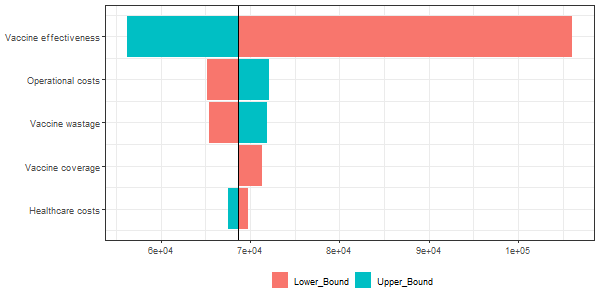 Vaccine effectiveness
Operational costs
Vaccine wastage
Vaccine coverage
Healthcare costs
6e+04 7e+04 8e+04 9e+04 1e+05
Lower_Bound Upper_Bound